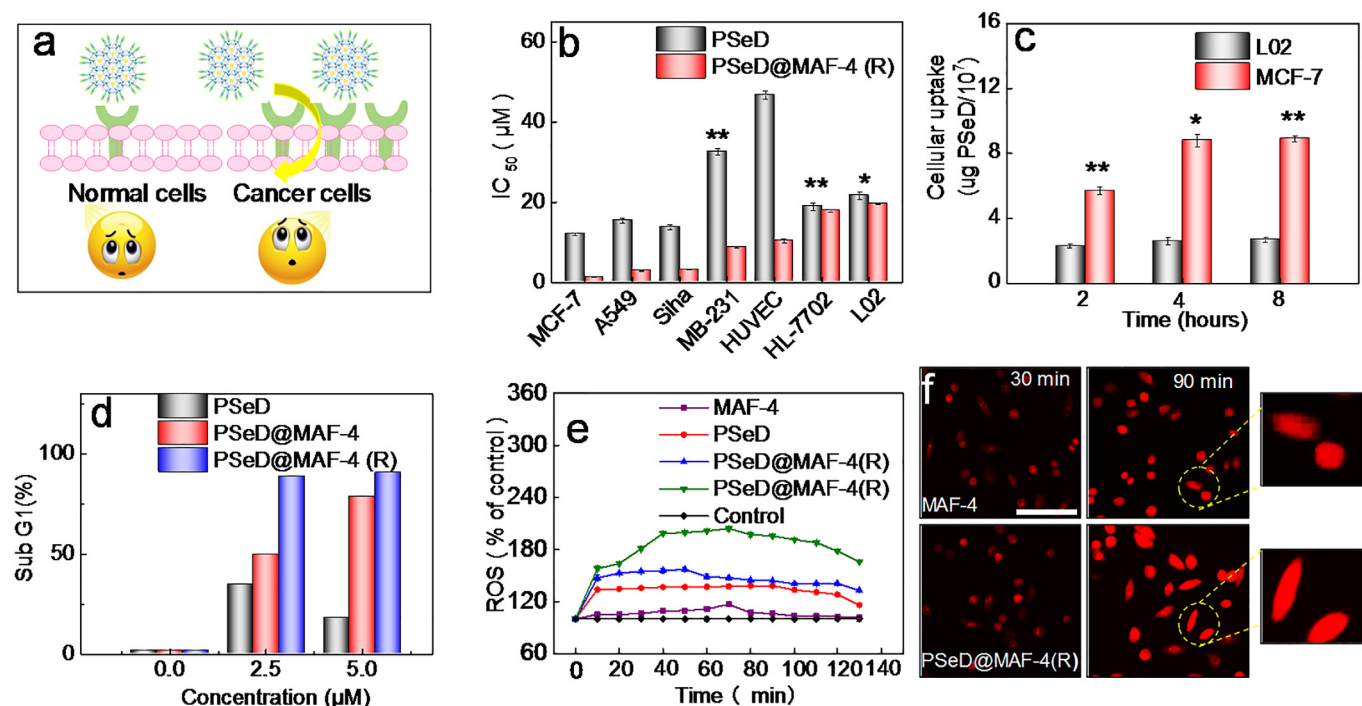 a
Normal cells
Cancer cells
b
PSeD
PSeD@MAF-4 (R)
IC 50 (μM)
60
40
20
0
**
**
*
MCF-7
A549
Siha
MB-231
HUVEC
HL-7702
L02
c
L02
MCF-7
Cellular uptake
(ug PSeD/10⁷)
16
12
8
4
0
**
*
**
2
4
8
Time (hours)
d
PSeD
PSeD@MAF-4
PSeD@MAF-4 (R)
Sub G1(%)
100
50
0
0.0
2.5
5.0
Concentration (μM)
e
MAF-4
PSeD
PSeD@MAF-4(R)
PSeD@MAF-4(R)
Control
ROS (% of control)
360
300
240
180
120
60
0
20
40
60
80
100
120
140
Time ( min)
f
30 min
90 min
MAF-4
PSeD@MAF-4(R)